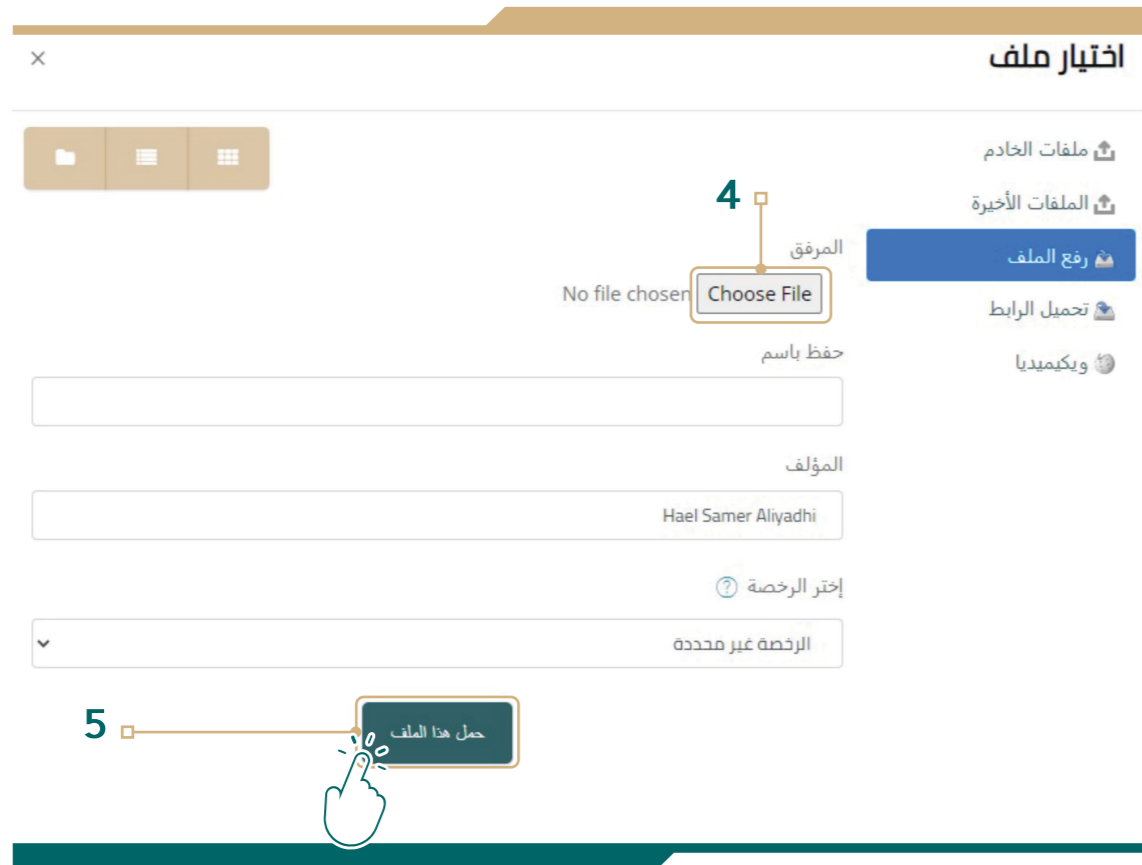 اختيار ملف
×
ملفات الخادم
الملفات الأخيرة
رفع الملف
تحميل الرابط
ويكيميديا
4
المرفق
Choose File No file chosen
حفظ باسم
المؤلف
Hael Samer Aliyadhi
إختر الرخصة ?
الرخصة غير محددة
5
حمل هذا الملف